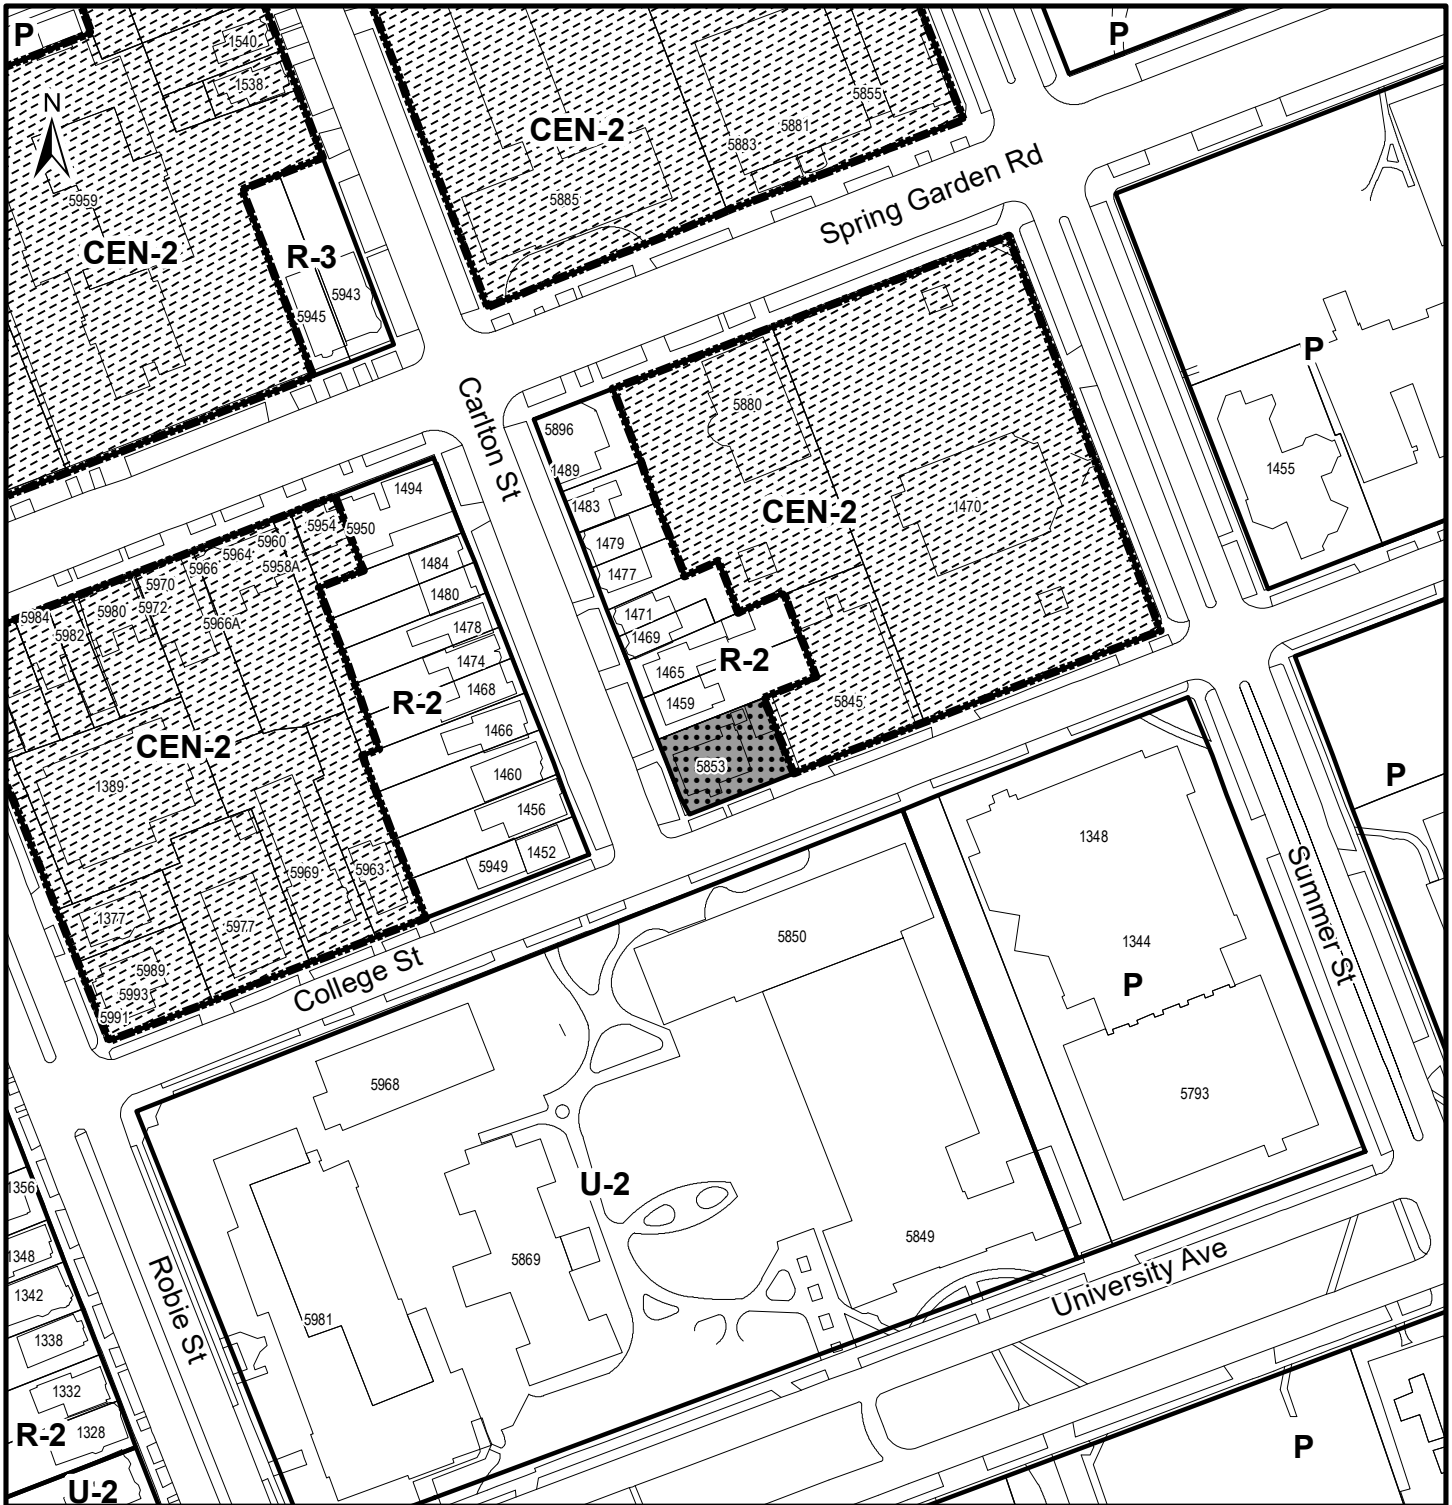 P
1540
1538
N
CEN-2
5855
5881
5883
P
5959
CEN-2
R-3
5943
5945
5885
Spring Garden Rd
P
5896
1489
1483
1479
1477
1471
1469
1465
1459
R-2
5853
5880
CEN-2
1470
5845
1455
Carlton St
1494
5950
5954
5960
5958A
5964
5966
5966A
5970
5972
5980
5982
5984
1484
1480
1478
1474
1468
R-2
1466
1460
1456
1452
5949
CEN-2
1389
5969
5963
1377
5977
5989
5993
5991
College St
P
1348
1344
P
5793
Summer St
5850
5968
U-2
5849
5869
5981
University Ave
Robie St
1356
1348
1342
1338
1332
1328
R-2
U-2
P